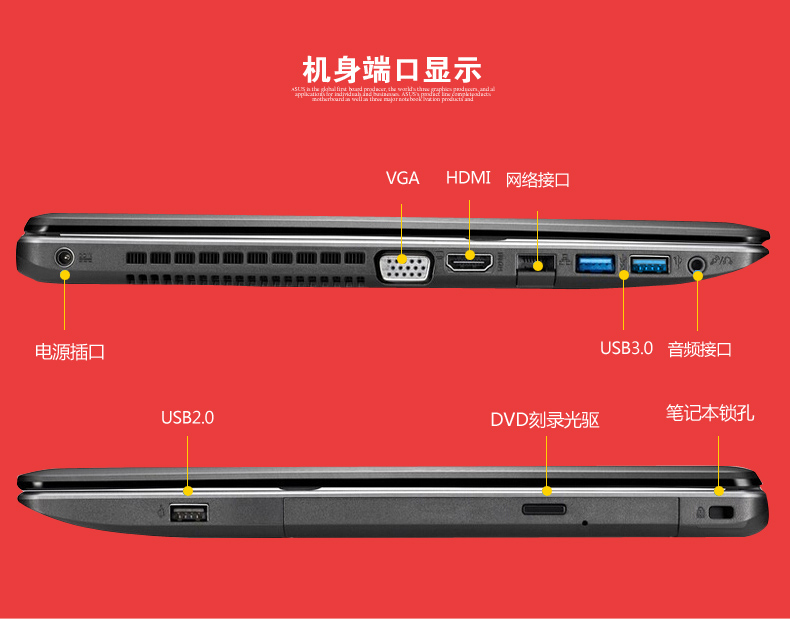 机身端口显示
ASUS is the global first board producer, the world's three graphics producers, and al
applications for individuals and businesses. ASUS's product line complete products
motherboard as well as three major notebook ivation products and
VGA
HDMI
网络接口
电源插口
USB3.0
音频接口
USB2.0
DVD刻录光驱
笔记本锁孔